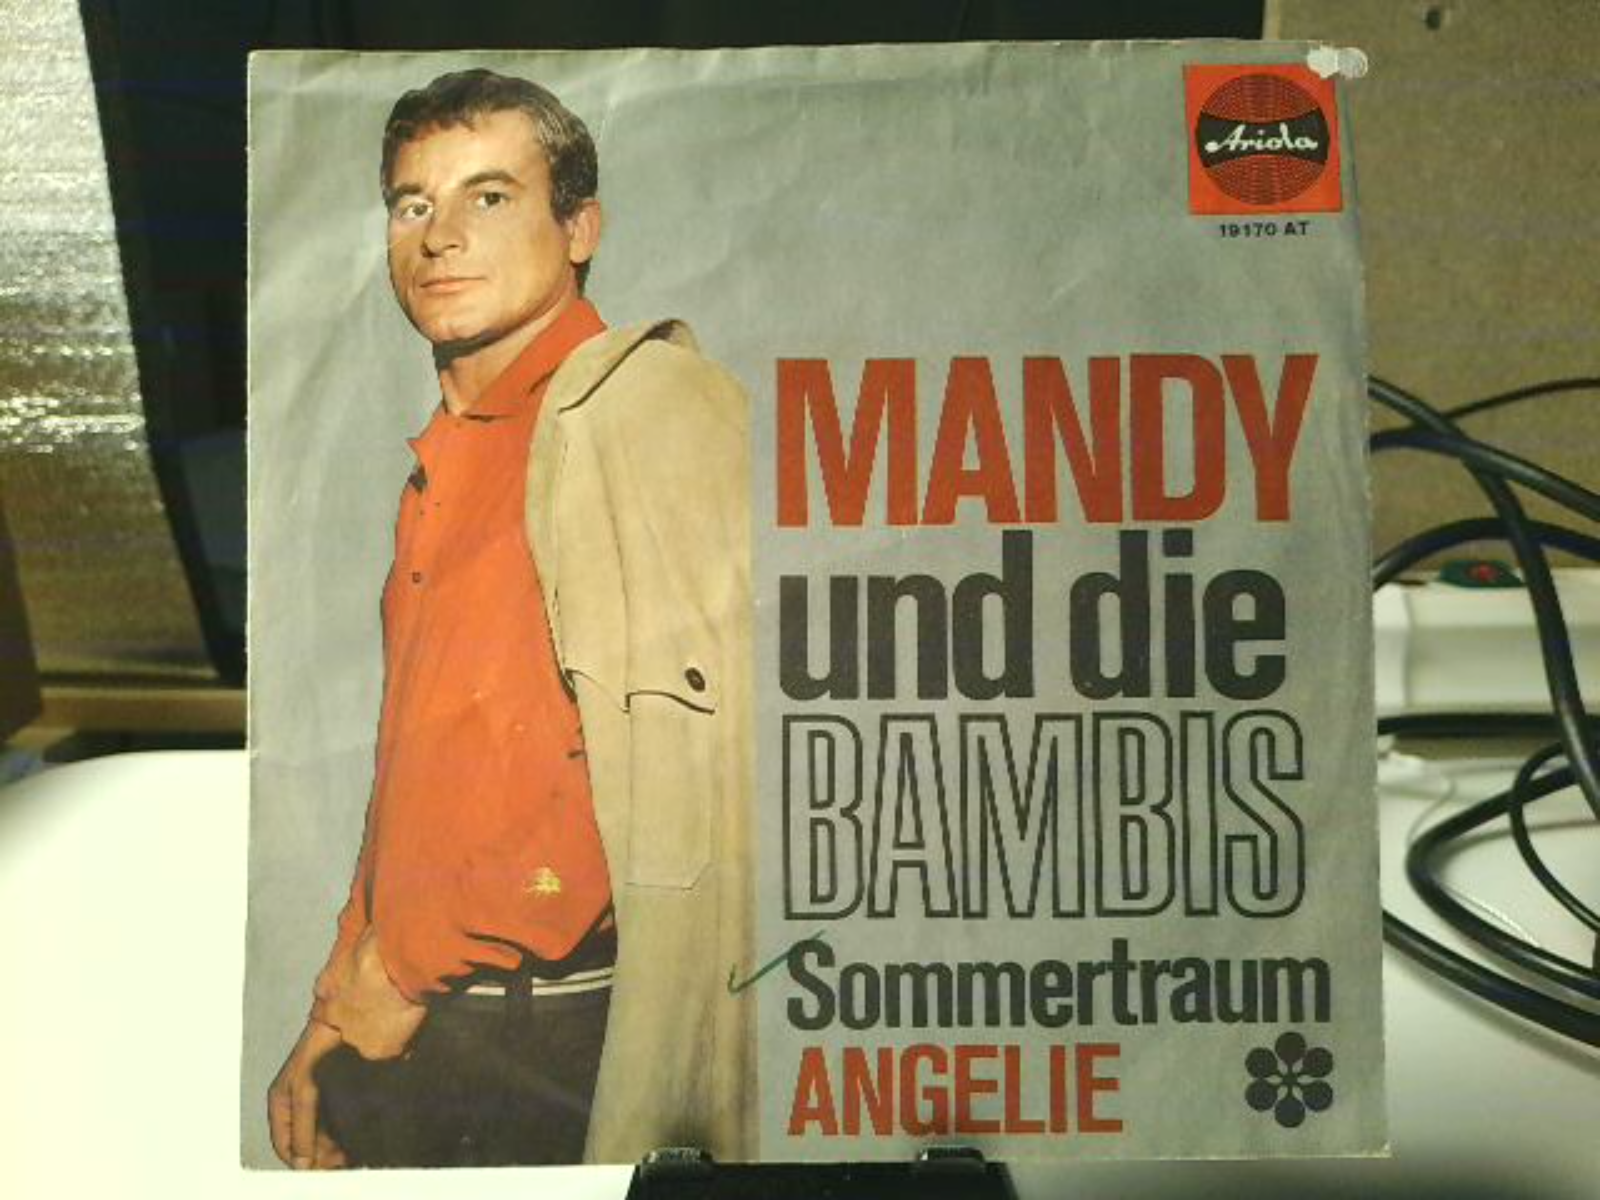 Ariola
19170 AT
MANDY
und die
BAMBIS
Sommertraum
ANGELIE